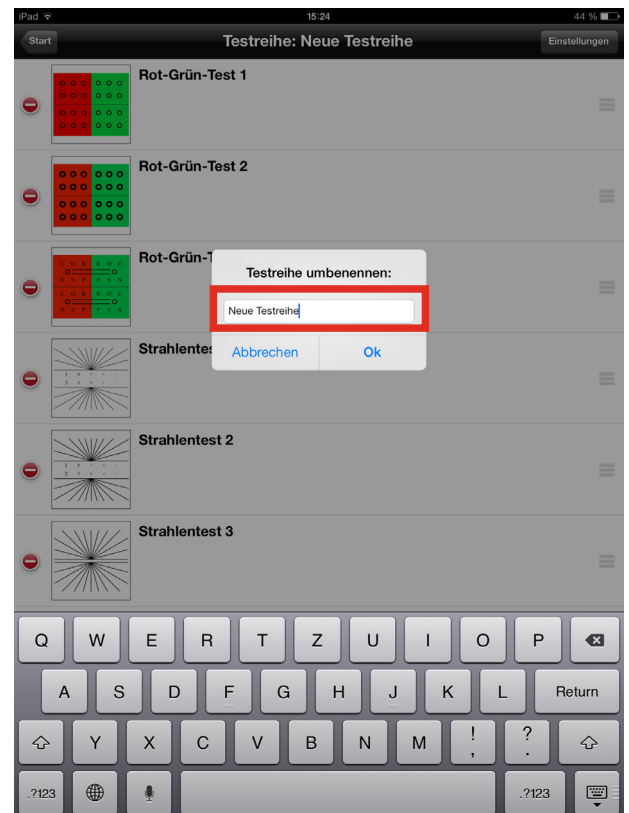 iPad 15:24 44 %
Start Testreihe: Neue Testreihe Einstellungen
Rot-Grün-Test 1
Rot-Grün-Test 2
Rot-Grün-T
Testreihe umbenennen:
Neue Testreihe
Abbrechen Ok
Strahlentes
Strahlentest 2
Strahlentest 3
Q W E R T Z U I O P
A S D F G H J K L Return
Y X C V B N M ! , ? .
.?123 .?123